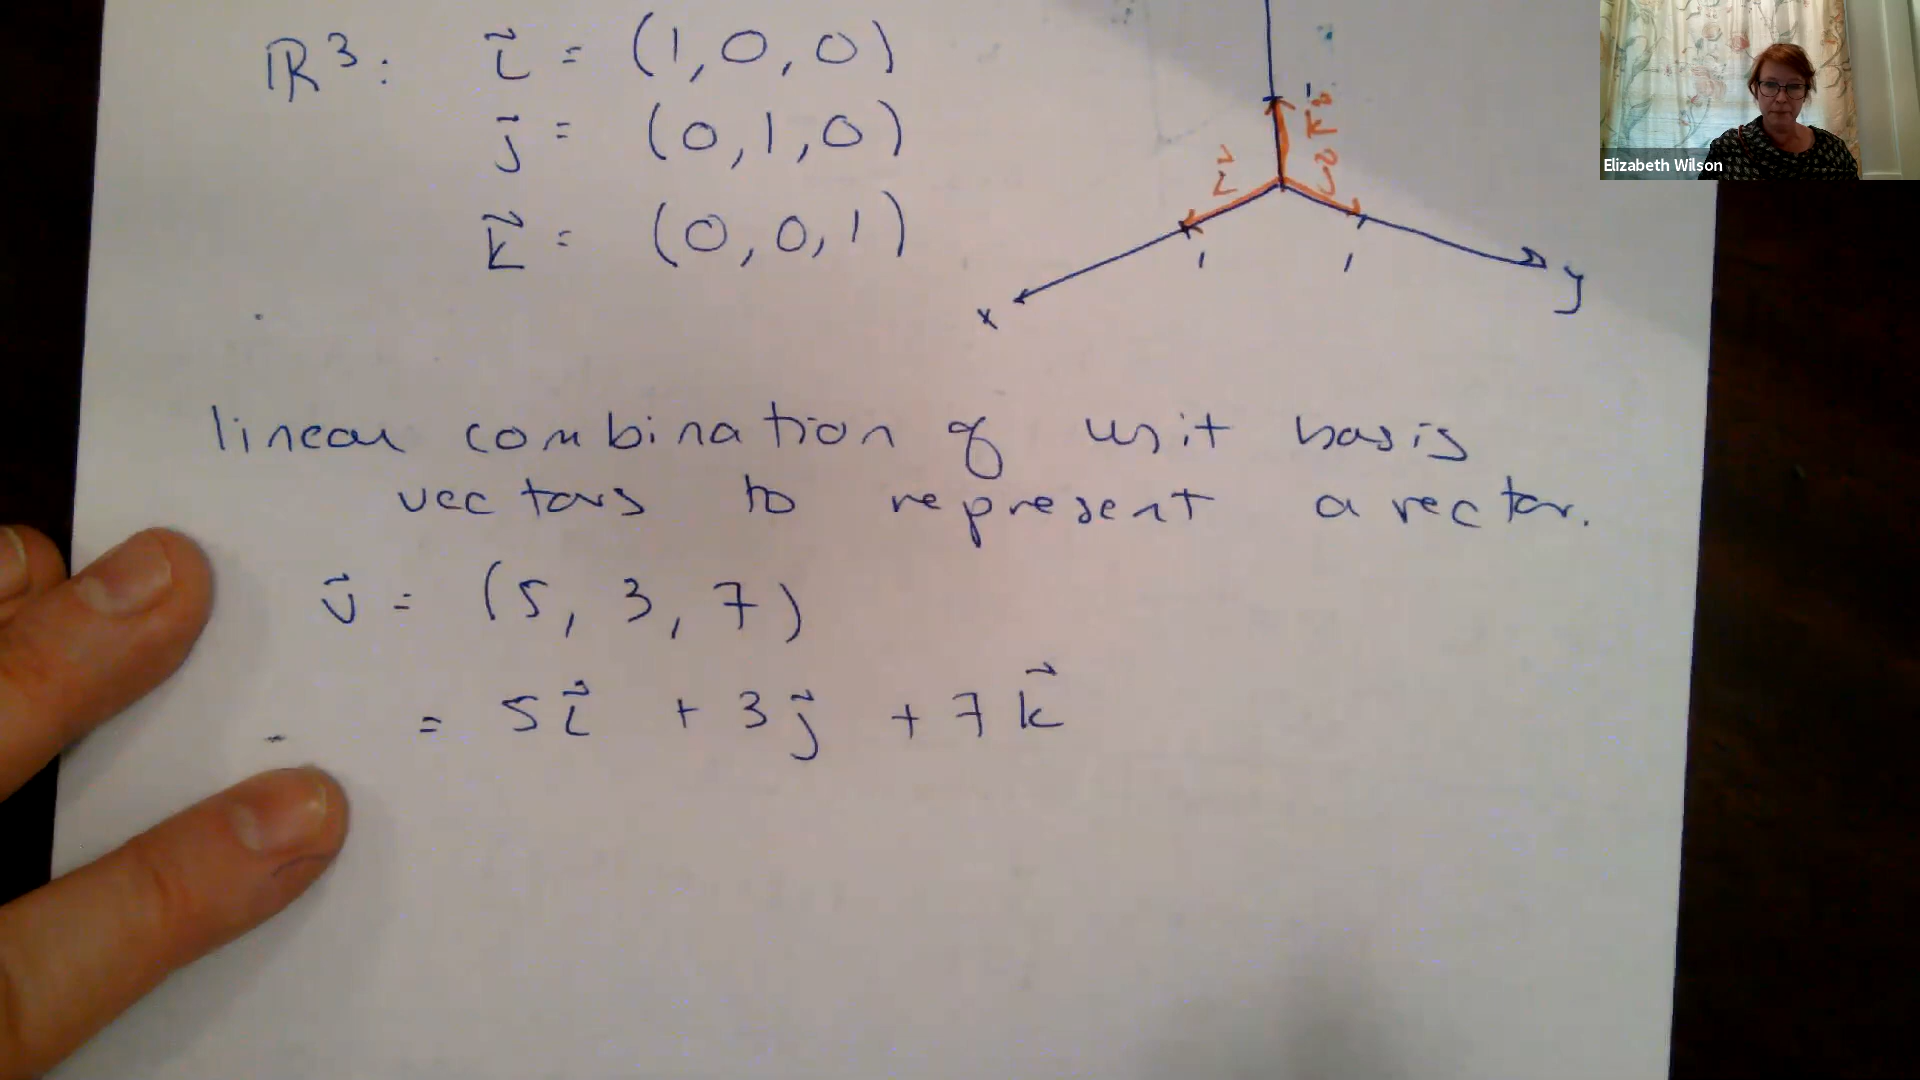 ℝ³: i⃗ = (1, 0, 0)
j⃗ = (0, 1, 0)
k⃗ = (0, 0, 1)
k⃗
i⃗
j⃗
1
1
x
y
Elizabeth Wilson
linear combination of unit basis
vectors to represent a vector.
v⃗ = (5, 3, 7)
= 5i⃗ + 3j⃗ + 7k⃗